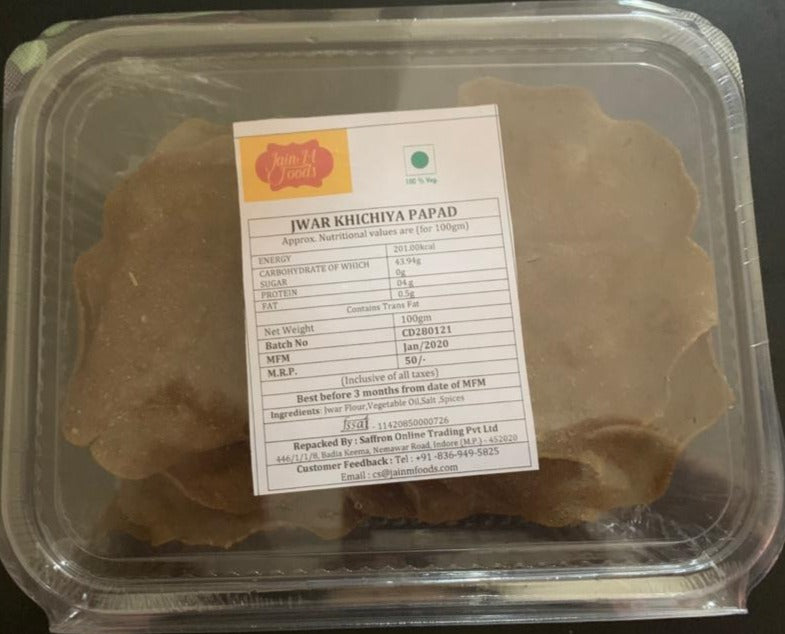 Jain M
Foods
100 % Veg.
JWAR KHICHIYA PAPAD
Approx. Nutritional values are (for 100gm)
ENERGY 201.00kcal
CARBOHYDRATE OF WHICH 43.94g
SUGAR 0g
PROTEIN 04 g
FAT 0.5g
Contains Trans Fat
Net Weight 100gm
Batch No CD280121
MFM Jan/2020
M.R.P. 50/-
(Inclusive of all taxes)
Best before 3 months from date of MFM
Ingredients: Jwar Flour,Vegetable Oil,Salt ,Spices
fssai - 11420850000726
Repacked By : Saffron Online Trading Pvt Ltd
446/1/1/8, Badia Keema, Nemawar Road, Indore (M.P.) - 452020
Customer Feedback : Tel : +91 -836-949-5825
Email : cs@jainmfoods.com